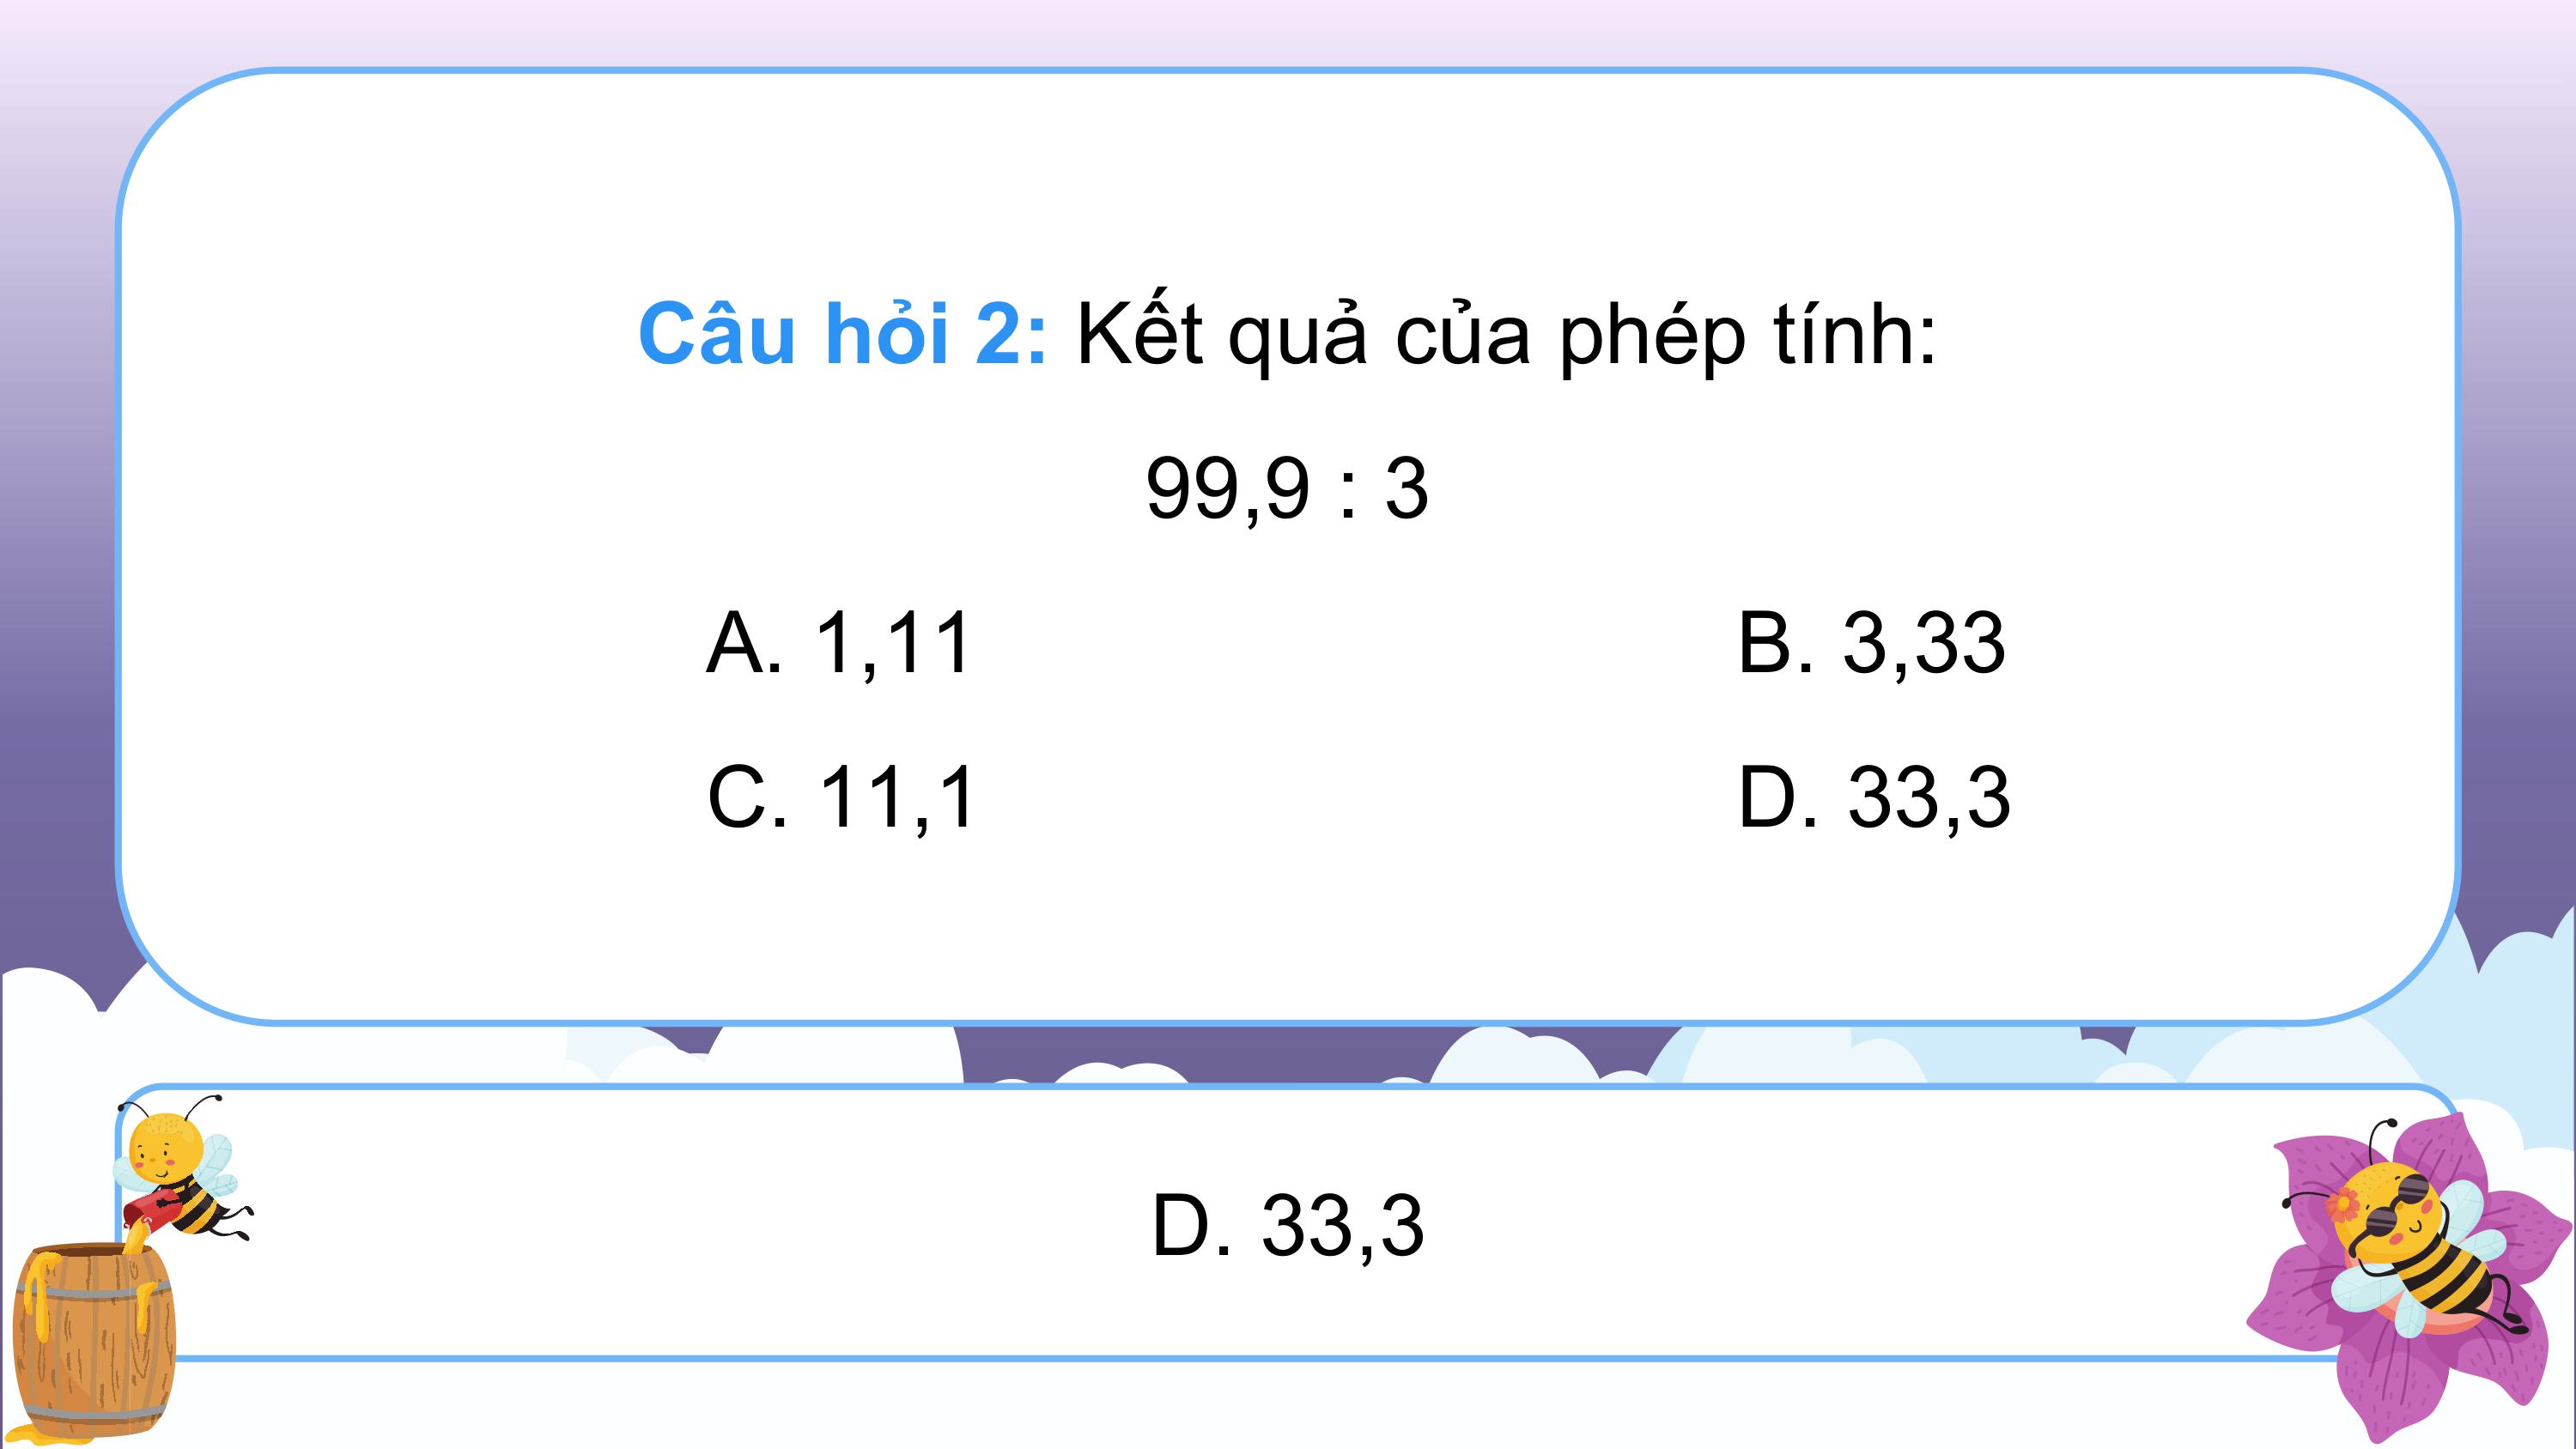 Câu hỏi 2: Kết quả của phép tính:
99,9 : 3
A. 1,11 B. 3,33
C. 11,1 D. 33,3
D. 33,3